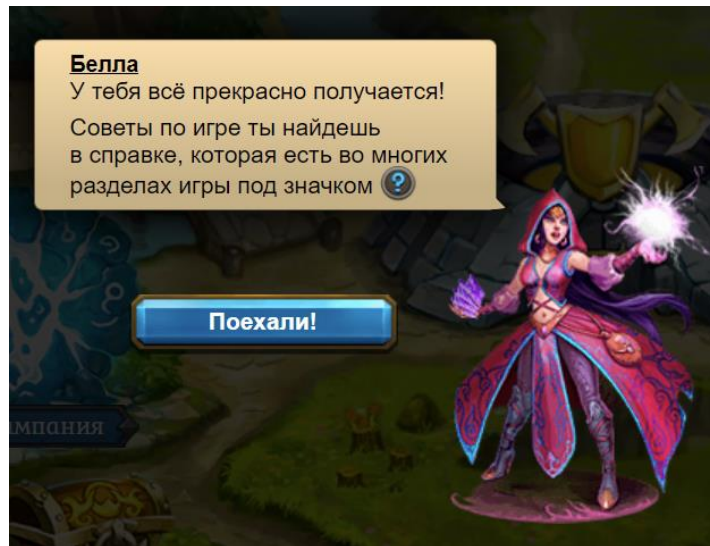 Белла
У тебя всё прекрасно получается!
Советы по игре ты найдешь
в справке, которая есть во многих
разделах игры под значком ?
Поехали!
мпания